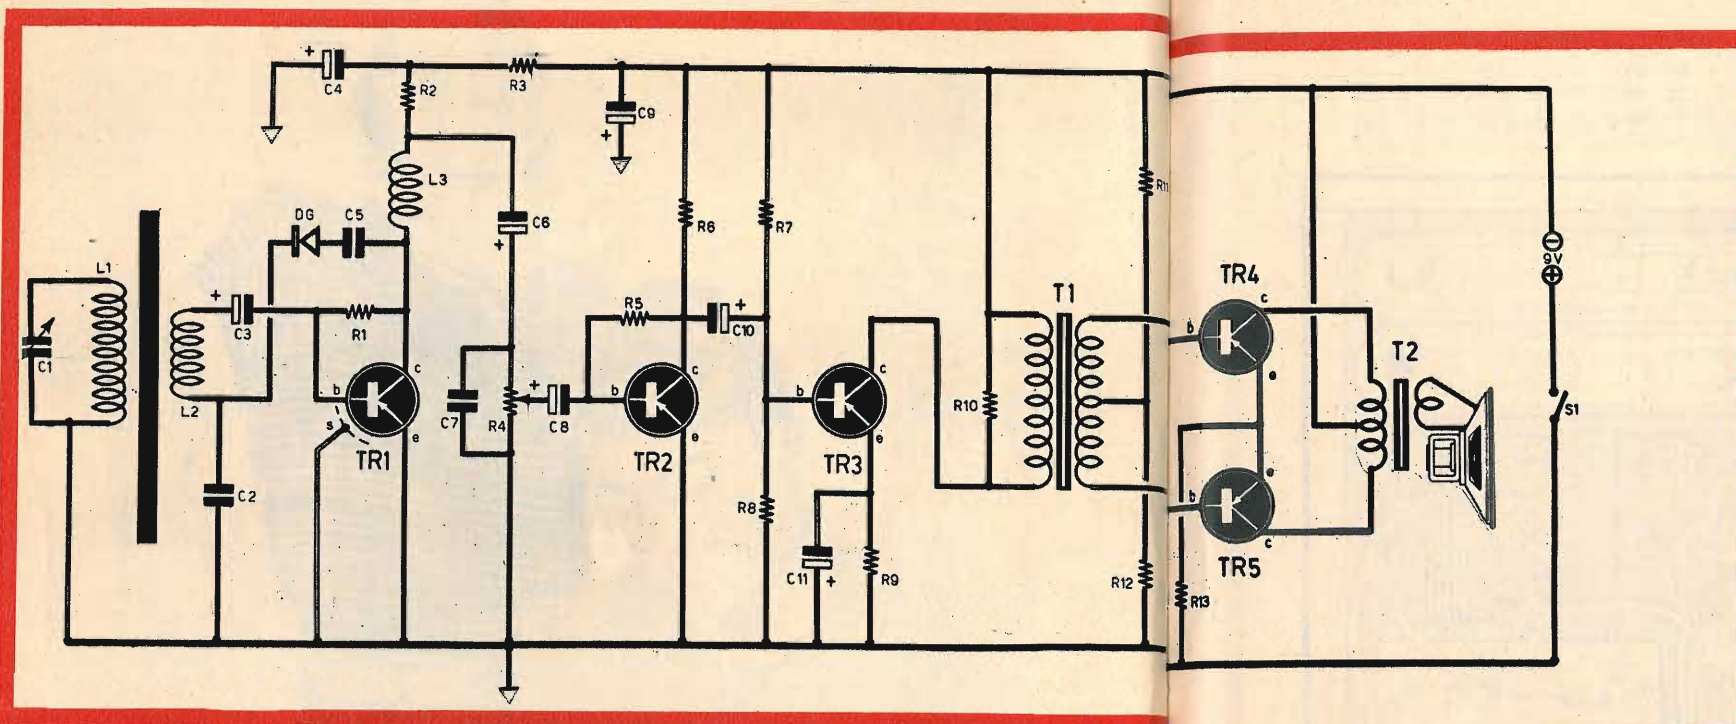 +
C4
R2
R3
C9
+
L3
DG
C5
C6
+
R6
R7
R11
L1
C1
+
C3
R1
L2
b
c
e
s
TR1
C2
C7
R4
+
C8
R5
b
c
e
TR2
+
C10
R8
b
c
e
TR3
C11
+
R9
R10
T1
R12
TR4
c
b
e
T2
e
b
c
TR5
R13
−
9V
+
S1